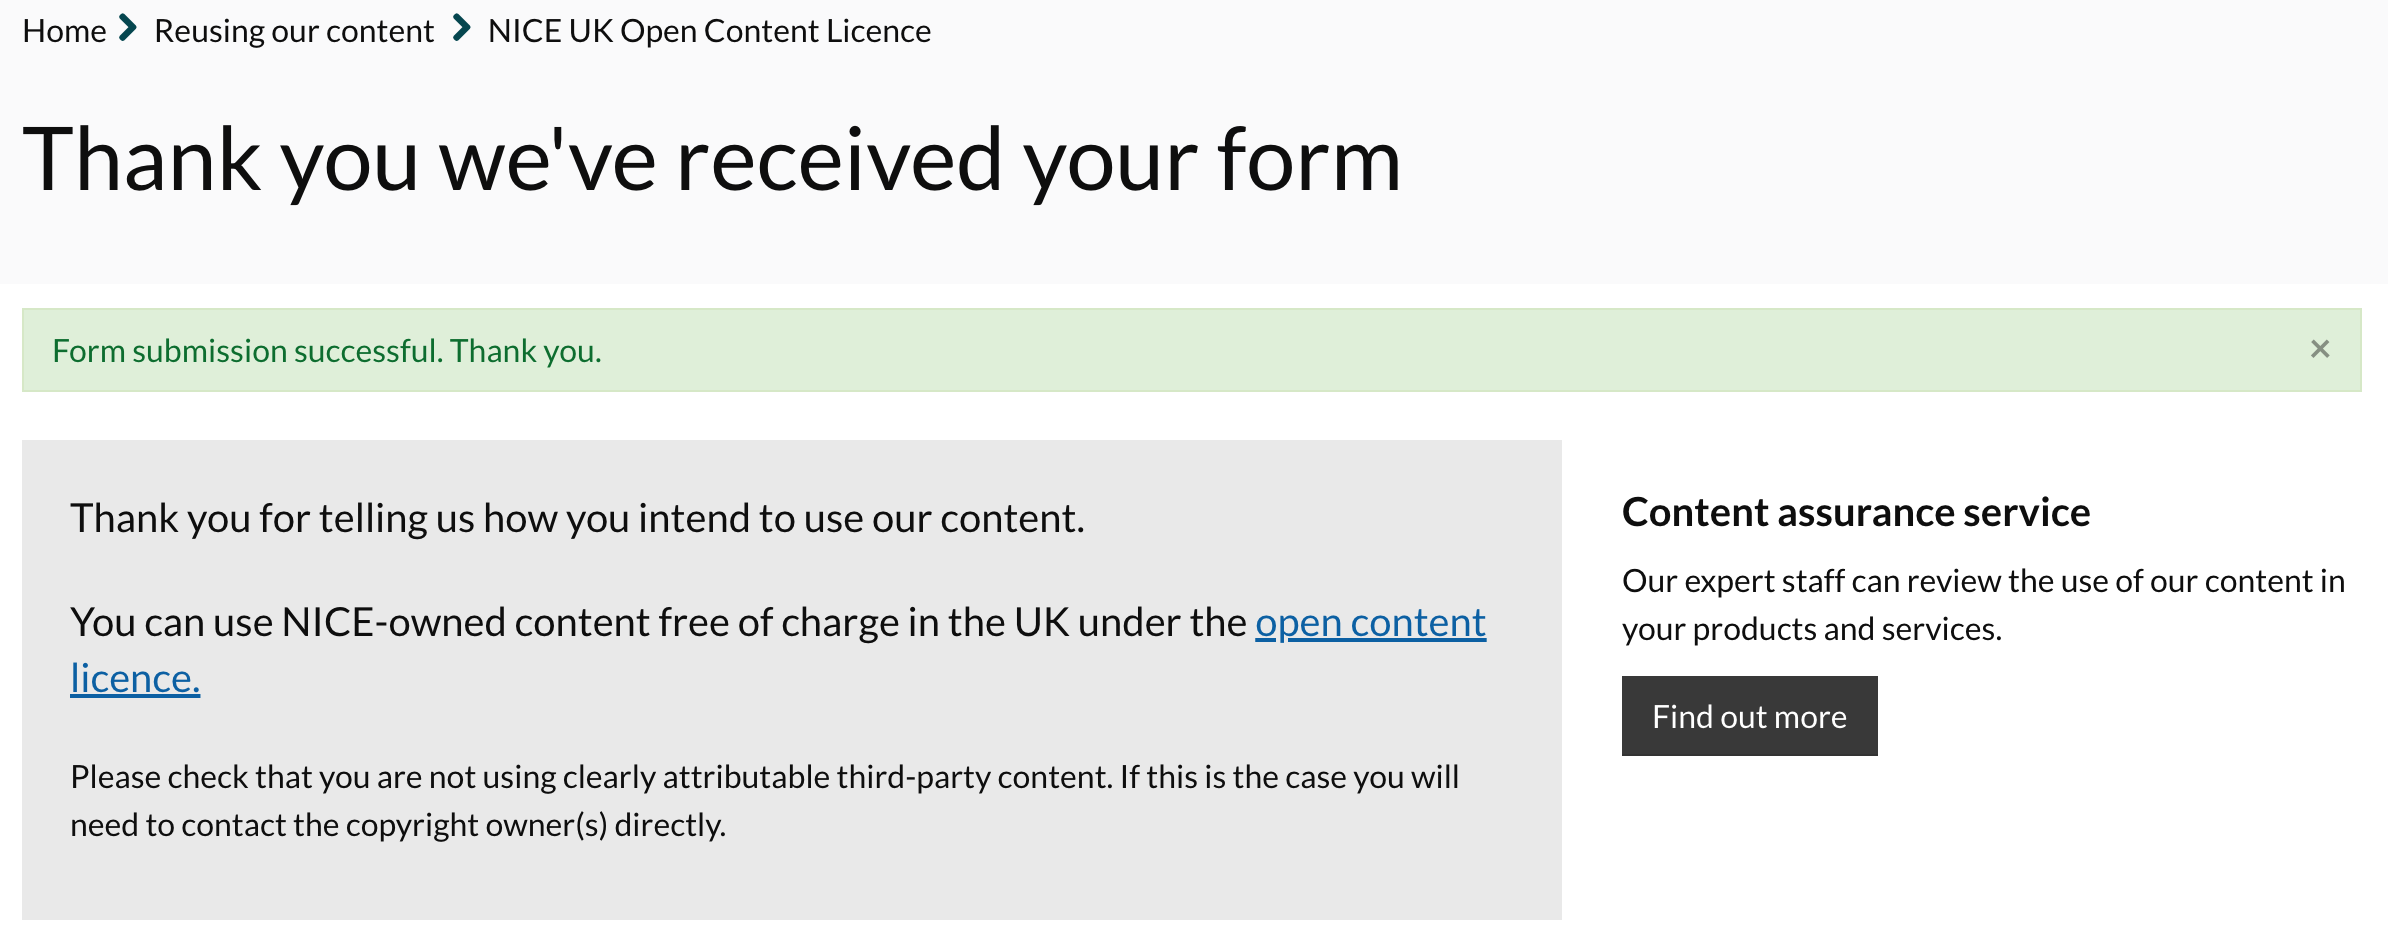 Home Reusing our content NICE UK Open Content Licence
Thank you we've received your form
Form submission successful. Thank you.
Thank you for telling us how you intend to use our content.
You can use NICE-owned content free of charge in the UK under the open content
licence.
Please check that you are not using clearly attributable third-party content. If this is the case you will
need to contact the copyright owner(s) directly.
Content assurance service
Our expert staff can review the use of our content in
your products and services.
Find out more